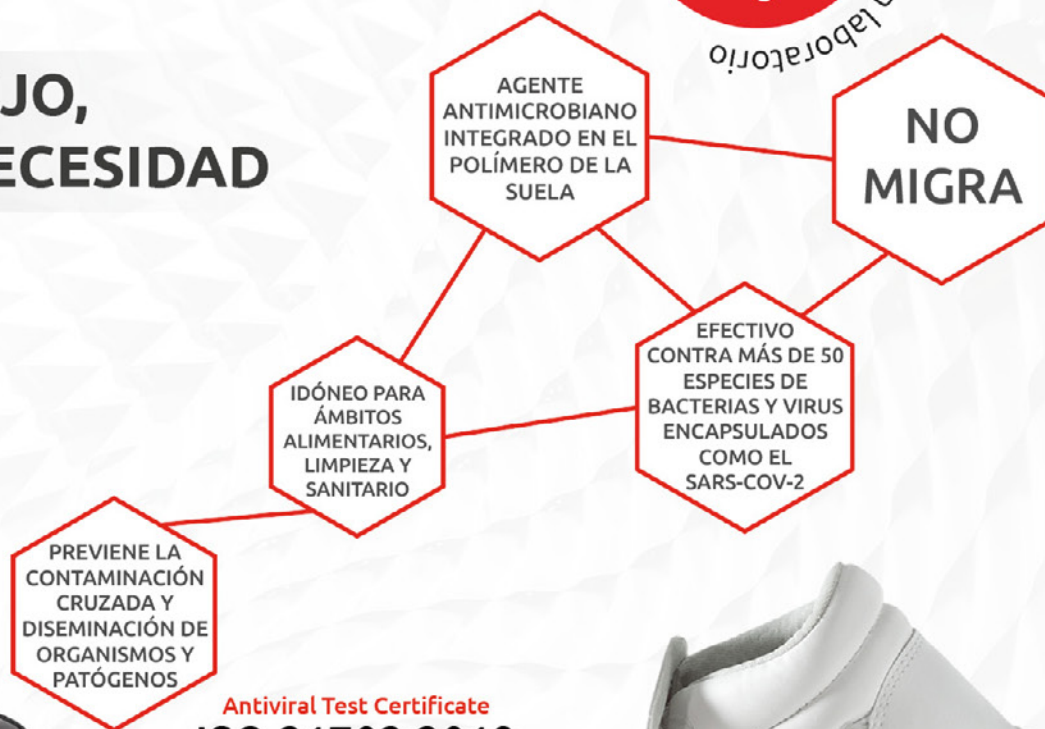 laboratorio
JO,
ECESIDAD
AGENTE
ANTIMICROBIANO
INTEGRADO EN EL
POLÍMERO DE LA
SUELA
NO
MIGRA
EFECTIVO
CONTRA MÁS DE 50
ESPECIES DE
BACTERIAS Y VIRUS
ENCAPSULADOS
COMO EL
SARS-COV-2
IDÓNEO PARA
ÁMBITOS
ALIMENTARIOS,
LIMPIEZA Y
SANITARIO
PREVIENE LA
CONTAMINACIÓN
CRUZADA Y
DISEMINACIÓN DE
ORGANISMOS Y
PATÓGENOS
Antiviral Test Certificate